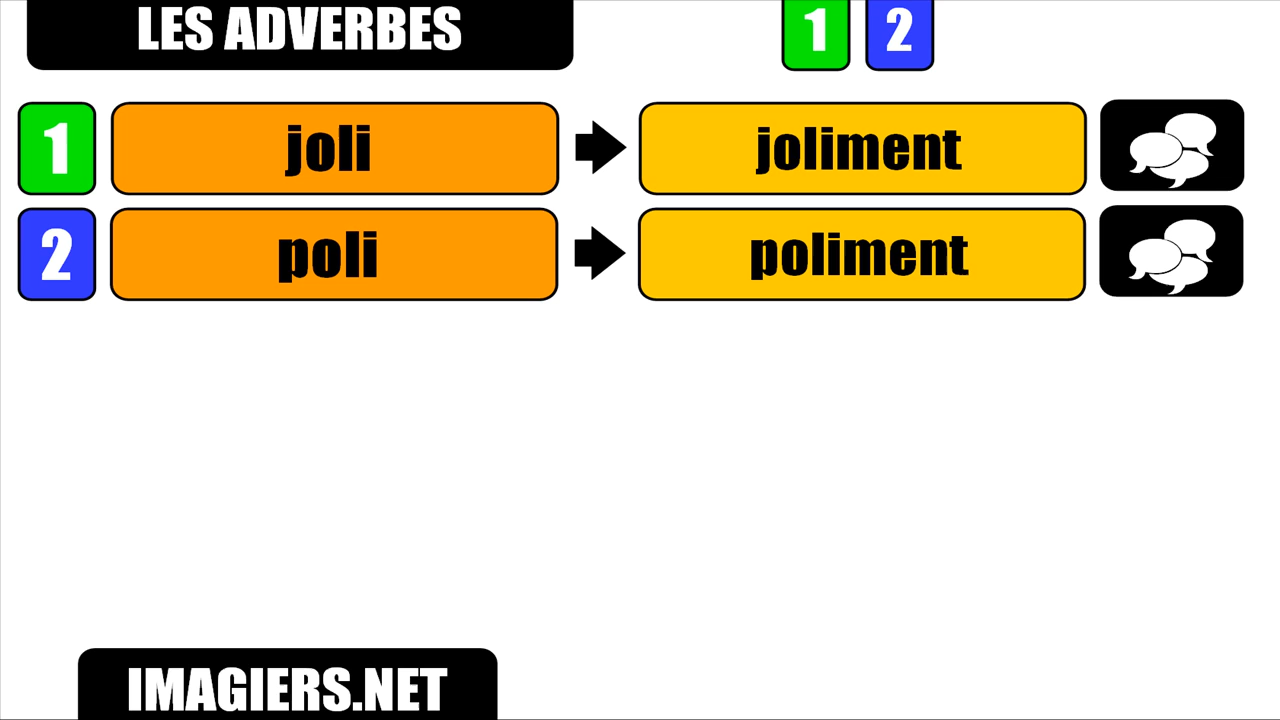 LES ADVERBES 1 2
1 joli joliment
2 poli poliment
IMAGIERS.NET